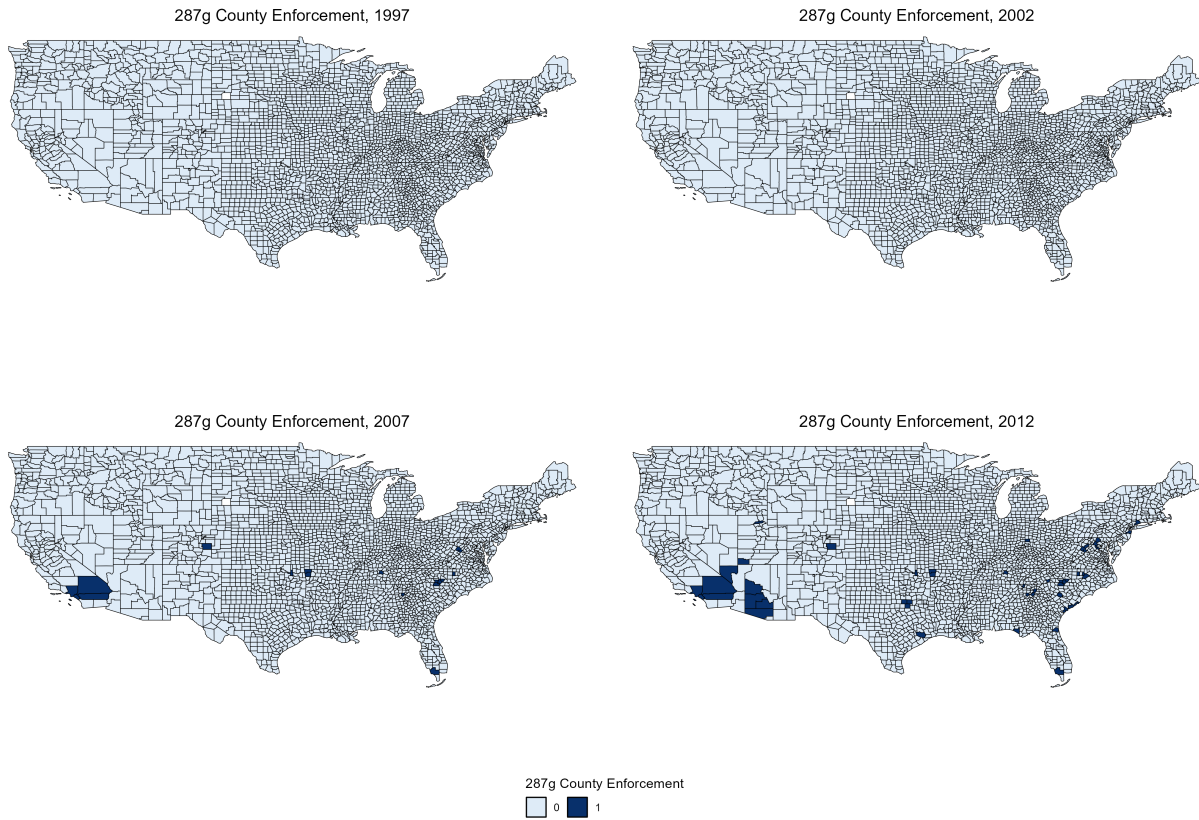 287g County Enforcement, 1997
287g County Enforcement, 2002
287g County Enforcement, 2007
287g County Enforcement, 2012
287g County Enforcement
0 1